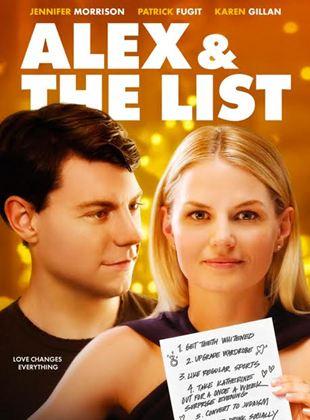 JENNIFER MORRISON PATRICK FUGIT KAREN GILLAN
ALEX &
THE LIST
LOVE CHANGES
EVERYTHING
1. GET TEETH WHITENED
2. UPGRADE WARDROBE
3. LIKE REGULAR SPORTS
4. TAKE KATHERINE
OUT FOR A ONCE A WEEK
SURPRISE EVENING
5. CONVERT TO JUDAISM